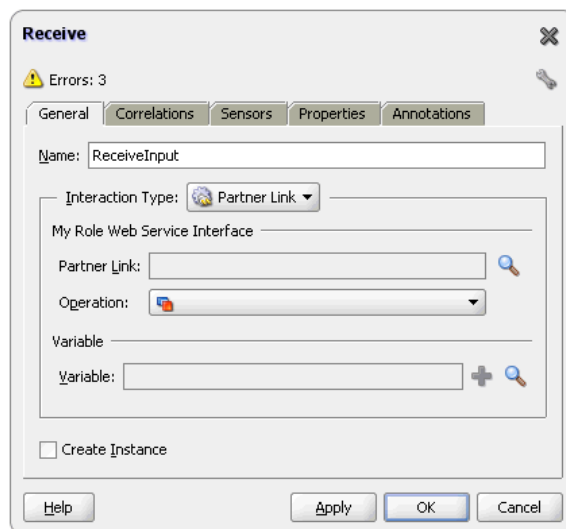 Receive
Errors: 3
General Correlations Sensors Properties Annotations
Name: ReceiveInput
Interaction Type: Partner Link
My Role Web Service Interface
Partner Link:
Operation:
Variable
Variable:
Create Instance
Help Apply OK Cancel